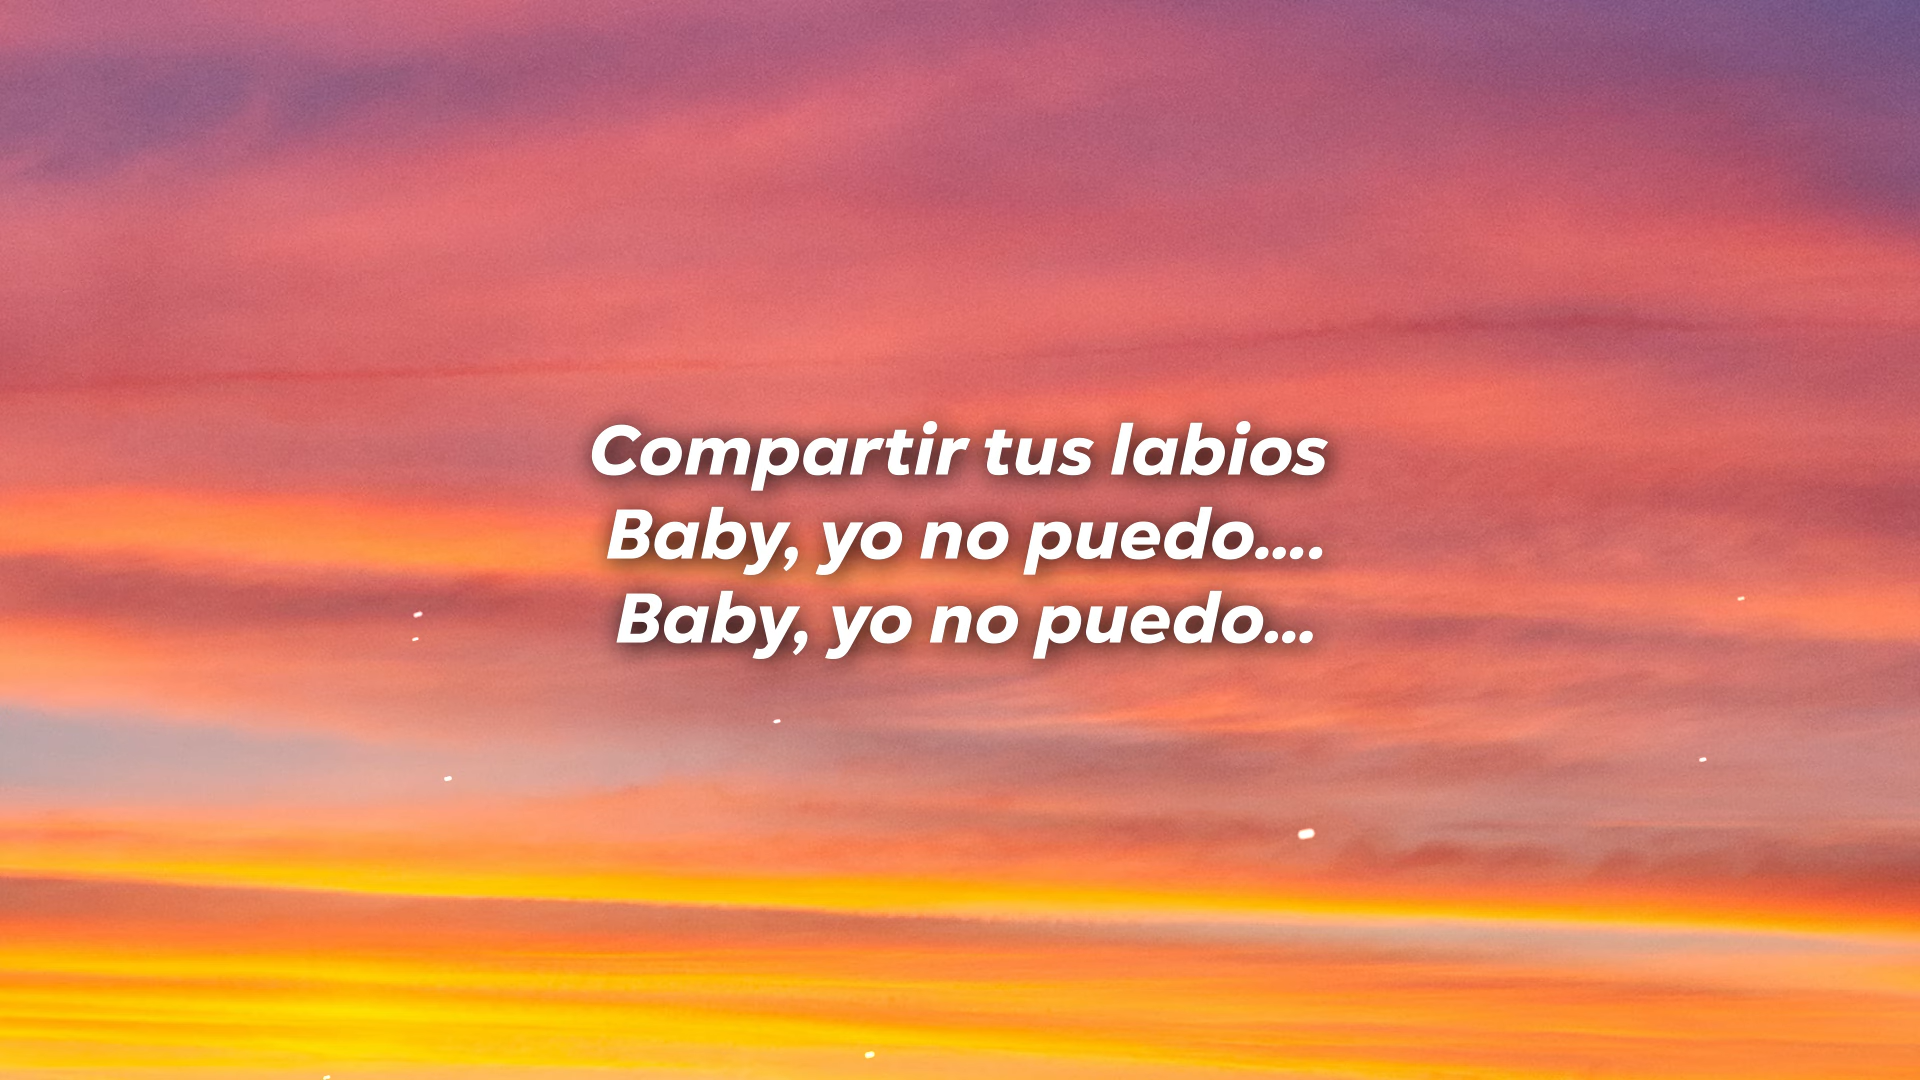 Compartir tus labios
Baby, yo no puedo....
Baby, yo no puedo...